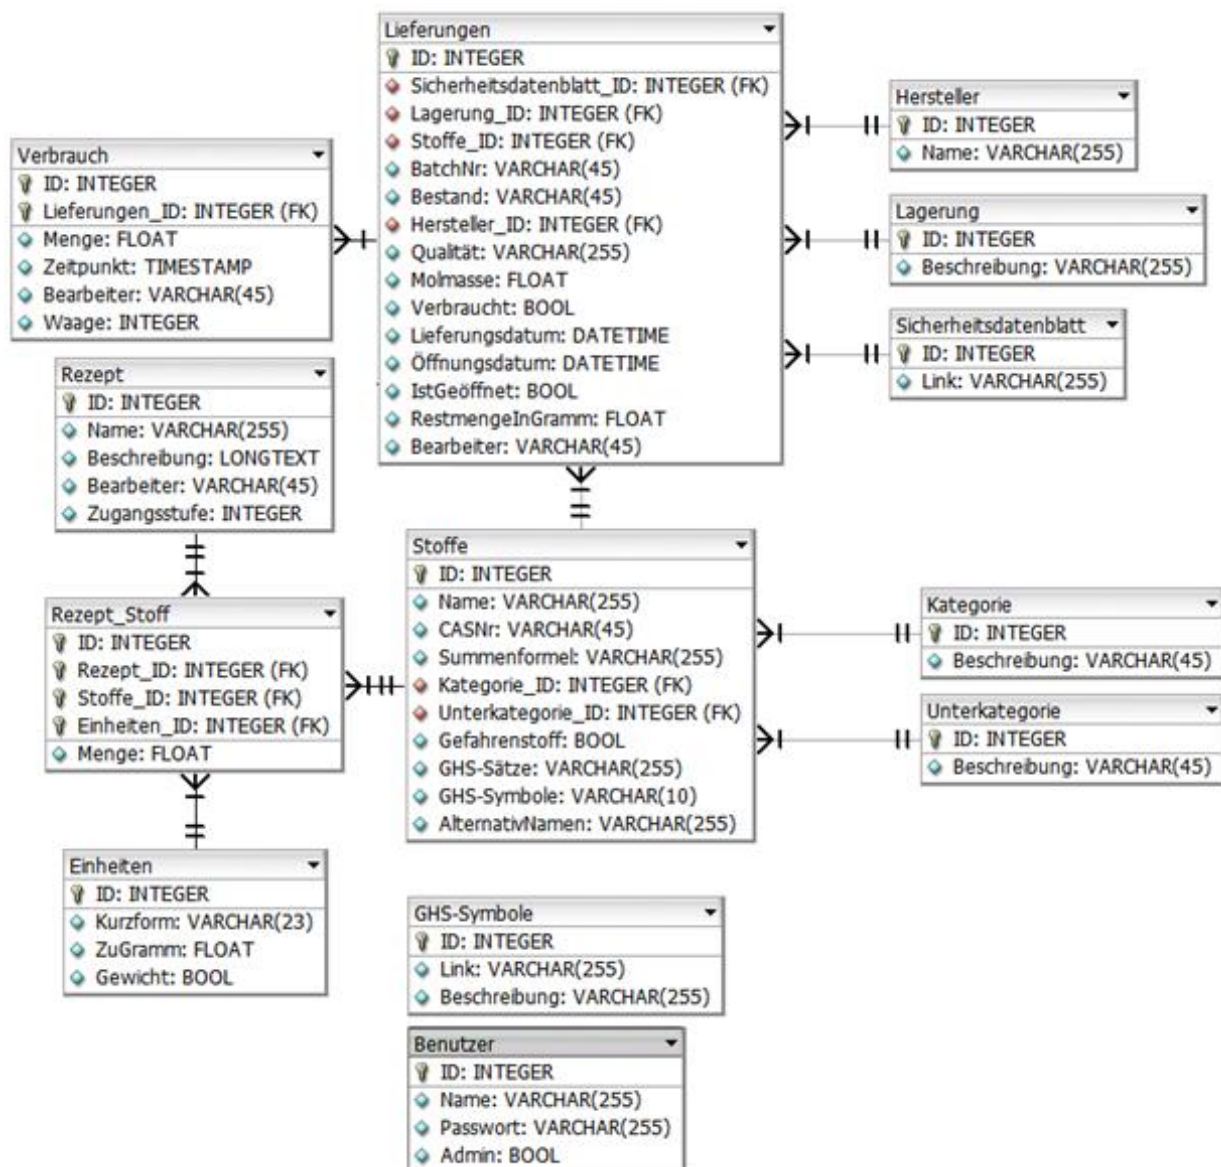 Lieferungen
ID: INTEGER
Sicherheitsdatenblatt_ID: INTEGER (FK)
Lagerung_ID: INTEGER (FK)
Stoffe_ID: INTEGER (FK)
BatchNr: VARCHAR(45)
Bestand: VARCHAR(45)
Hersteller_ID: INTEGER (FK)
Qualität: VARCHAR(255)
Molmasse: FLOAT
Verbraucht: BOOL
Lieferungsdatum: DATETIME
Öffnungsdatum: DATETIME
IstGeöffnet: BOOL
RestmengeInGramm: FLOAT
Bearbeiter: VARCHAR(45)
Hersteller
ID: INTEGER
Name: VARCHAR(255)
Verbrauch
ID: INTEGER
Lieferungen_ID: INTEGER (FK)
Menge: FLOAT
Zeitpunkt: TIMESTAMP
Bearbeiter: VARCHAR(45)
Waage: INTEGER
Lagerung
ID: INTEGER
Beschreibung: VARCHAR(255)
Sicherheitsdatenblatt
ID: INTEGER
Link: VARCHAR(255)
Rezept
ID: INTEGER
Name: VARCHAR(255)
Beschreibung: LONGTEXT
Bearbeiter: VARCHAR(45)
Zugangsstufe: INTEGER
Stoffe
ID: INTEGER
Name: VARCHAR(255)
CASNr: VARCHAR(45)
Summenformel: VARCHAR(255)
Kategorie_ID: INTEGER (FK)
Unterkategorie_ID: INTEGER (FK)
Gefahrenstoff: BOOL
GHS-Sätze: VARCHAR(255)
GHS-Symbole: VARCHAR(10)
AlternativNamen: VARCHAR(255)
Kategorie
ID: INTEGER
Beschreibung: VARCHAR(45)
Rezept_Stoff
ID: INTEGER
Rezept_ID: INTEGER (FK)
Stoffe_ID: INTEGER (FK)
Einheiten_ID: INTEGER (FK)
Menge: FLOAT
Unterkategorie
ID: INTEGER
Beschreibung: VARCHAR(45)
Einheiten
ID: INTEGER
Kurzform: VARCHAR(23)
ZuGramm: FLOAT
Gewicht: BOOL
GHS-Symbole
ID: INTEGER
Link: VARCHAR(255)
Beschreibung: VARCHAR(255)
Benutzer
ID: INTEGER
Name: VARCHAR(255)
Passwort: VARCHAR(255)
Admin: BOOL